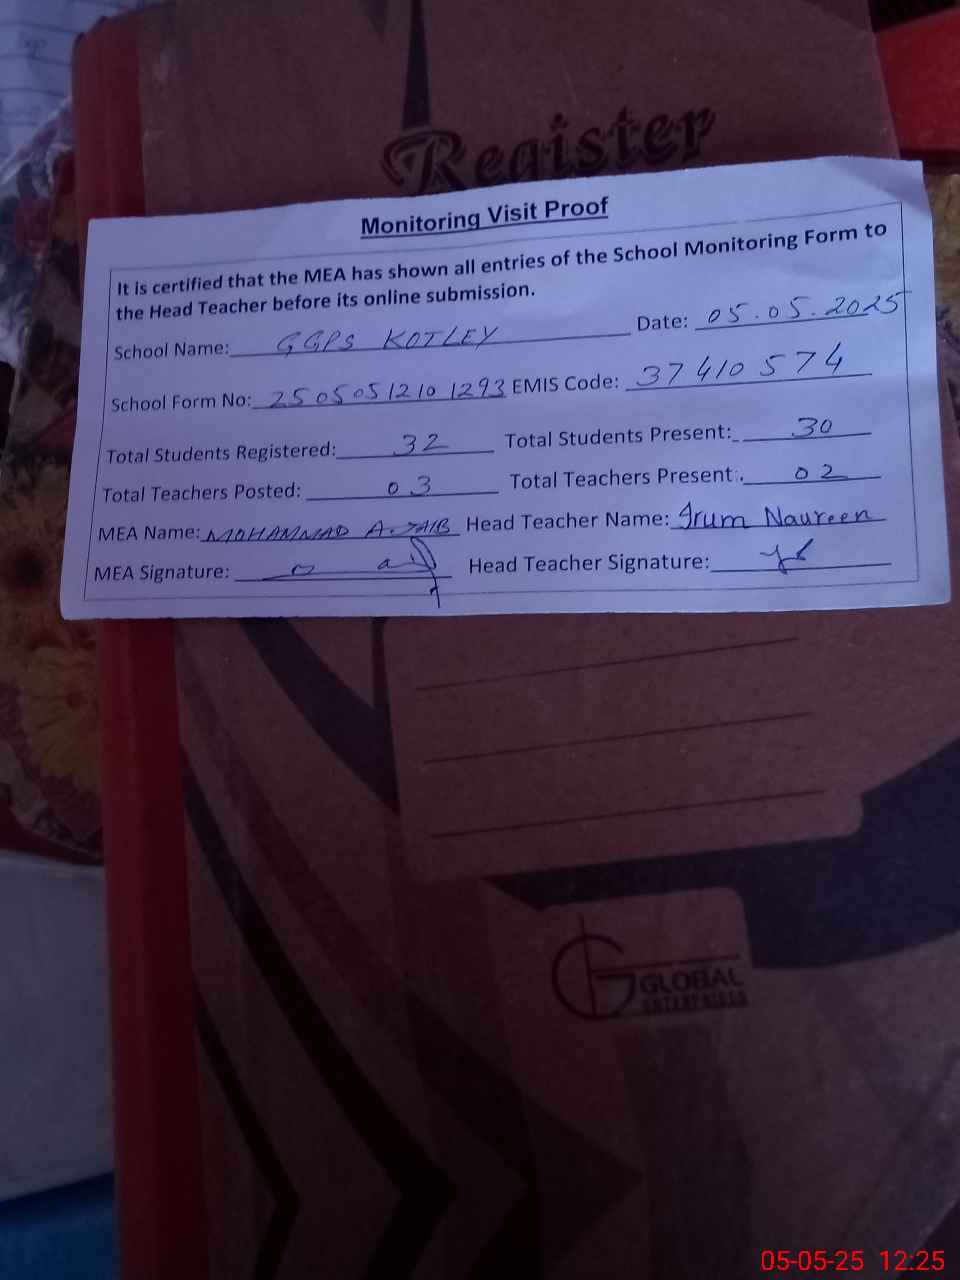 Register
Monitoring Visit Proof
It is certified that the MEA has shown all entries of the School Monitoring Form to
the Head Teacher before its online submission.
School Name: GGPS KOTLEY Date: 05.05.2025
School Form No: 25050512101293 EMIS Code: 37410574
Total Students Registered: 32 Total Students Present: 30
Total Teachers Posted: 03 Total Teachers Present: 02
MEA Name: MOHAMMAD AJAIB Head Teacher Name: Irum Naureen
MEA Signature: Head Teacher Signature:
GLOBAL
ENTERPRISES
05-05-25 12:25